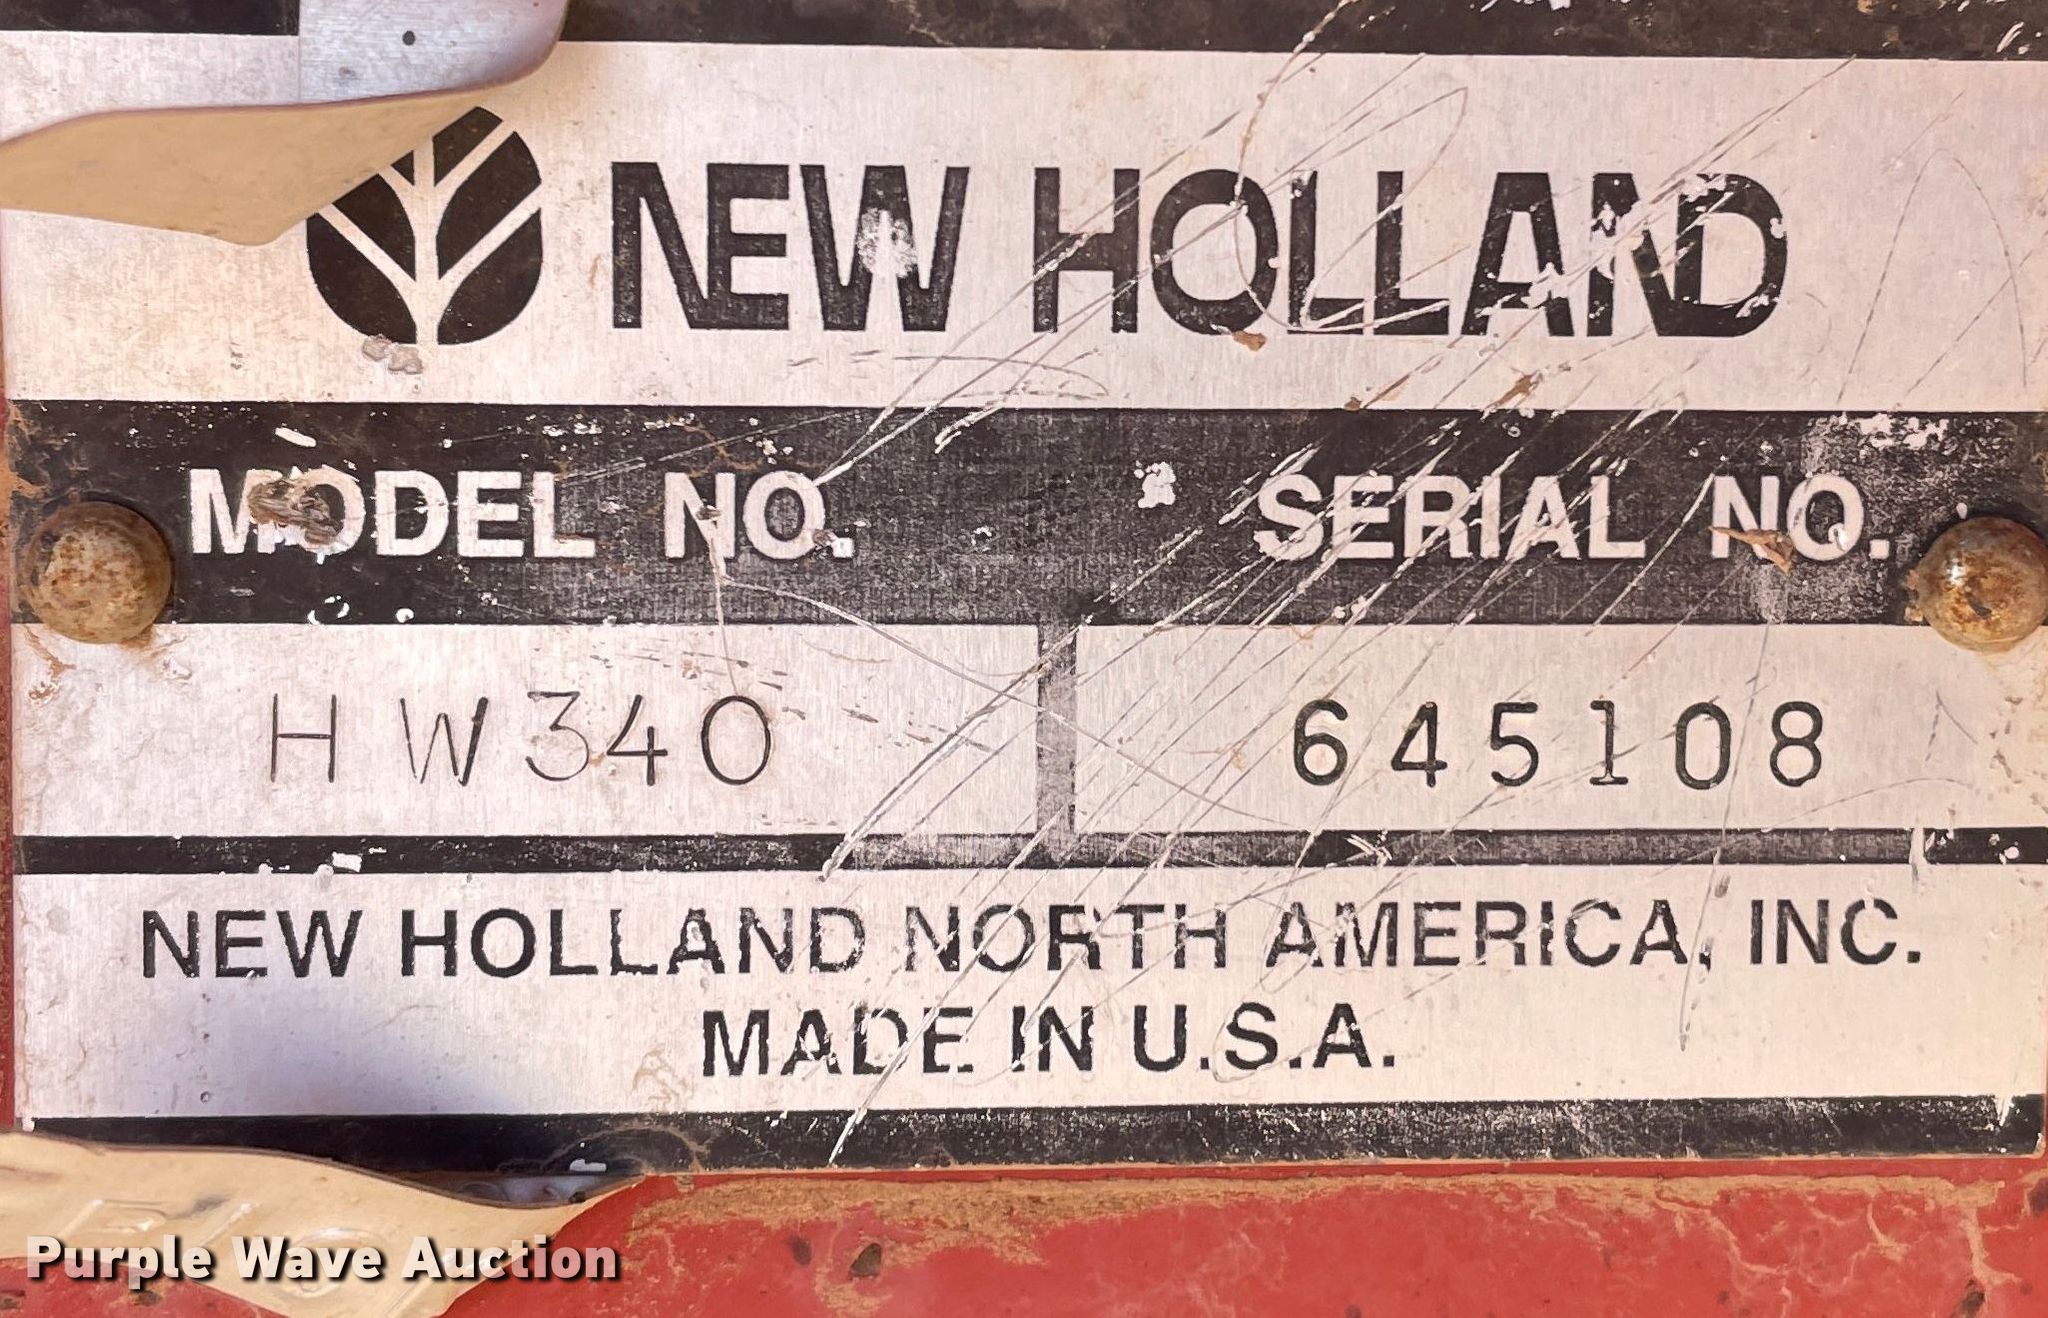 NEW HOLLAND
MODEL NO. SERIAL NO.
HW340 645108
NEW HOLLAND NORTH AMERICA, INC.
MADE IN U.S.A.
Purple Wave Auction